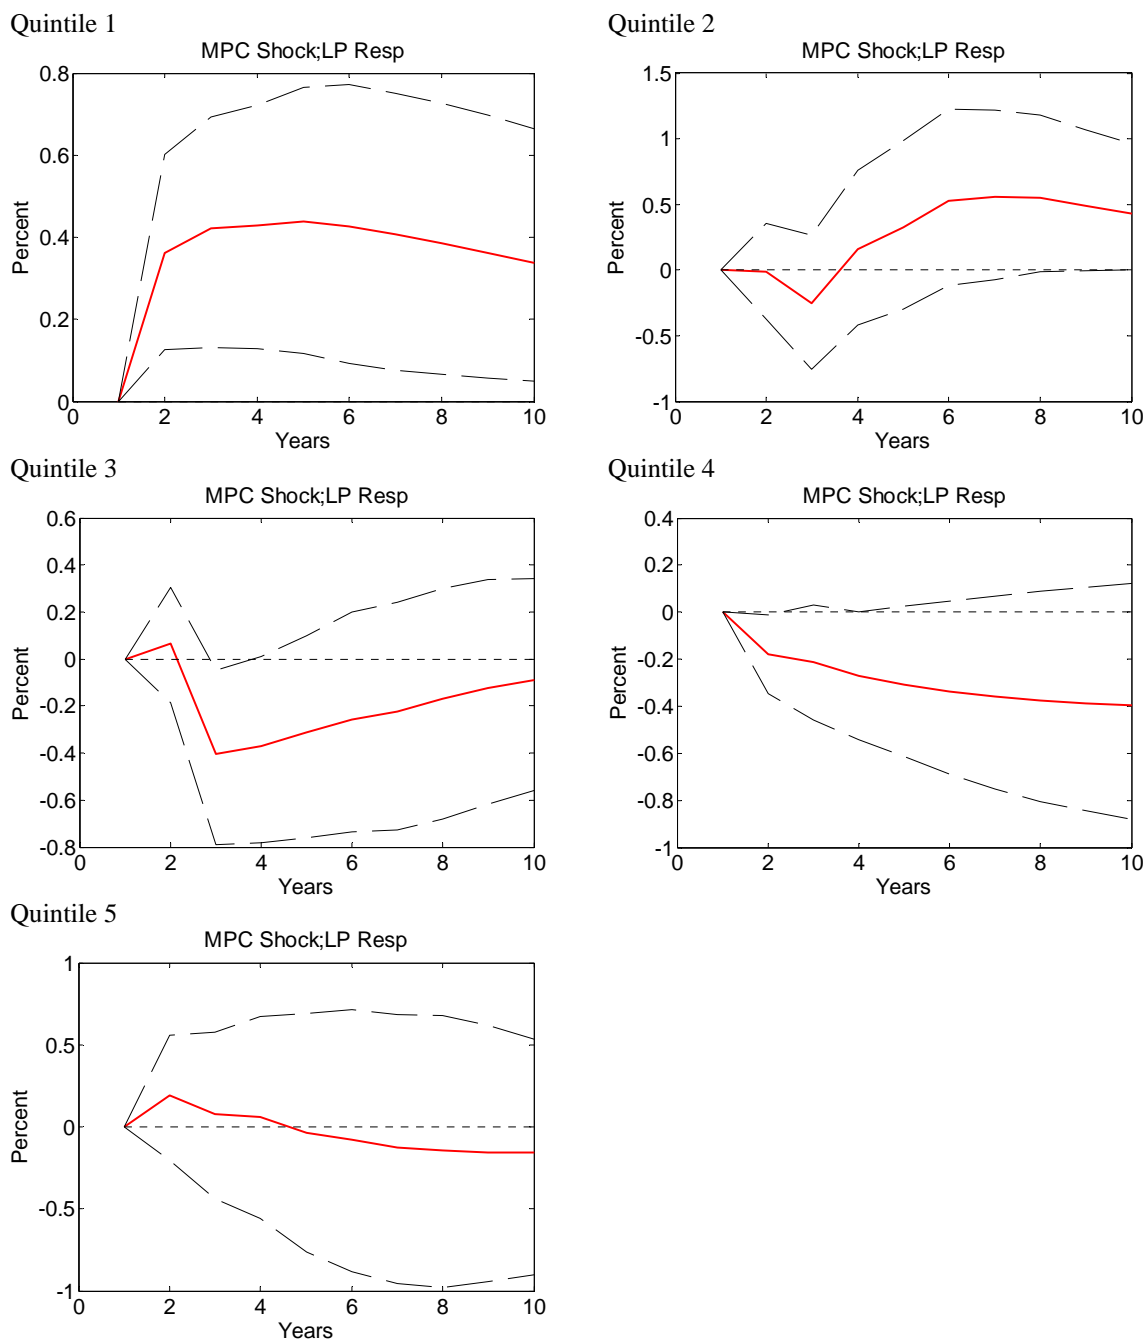 Quintile 1
MPC Shock;LP Resp
0.8
0.6
0.4
0.2
0
Percent
0 2 4 6 8 10
Years
Quintile 2
MPC Shock;LP Resp
1.5
1
0.5
0
-0.5
-1
Percent
0 2 4 6 8 10
Years
Quintile 3
MPC Shock;LP Resp
0.6
0.4
0.2
0
-0.2
-0.4
-0.6
-0.8
Percent
0 2 4 6 8 10
Years
Quintile 4
MPC Shock;LP Resp
0.4
0.2
0
-0.2
-0.4
-0.6
-0.8
-1
Percent
0 2 4 6 8 10
Years
Quintile 5
MPC Shock;LP Resp
1
0.5
0
-0.5
-1
Percent
0 2 4 6 8 10
Years